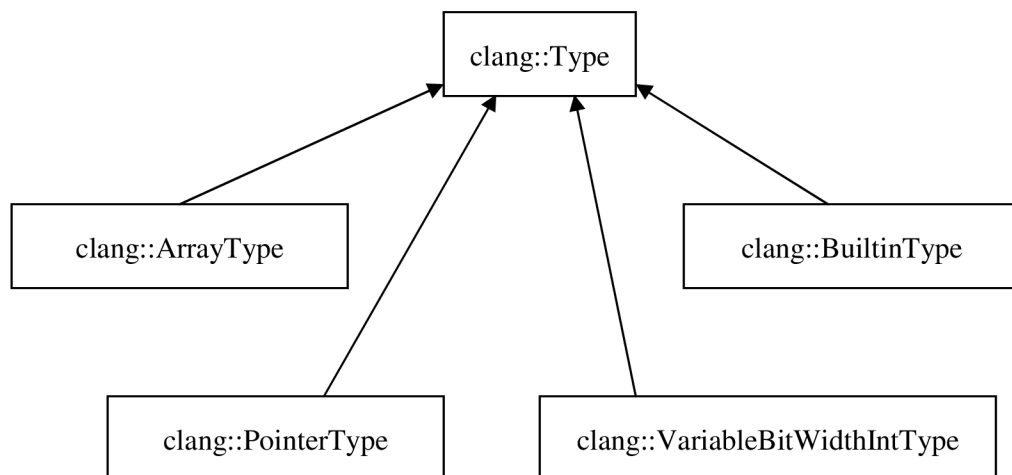 clang::Type
clang::ArrayType
clang::BuiltinType
clang::PointerType
clang::VariableBitWidthIntType